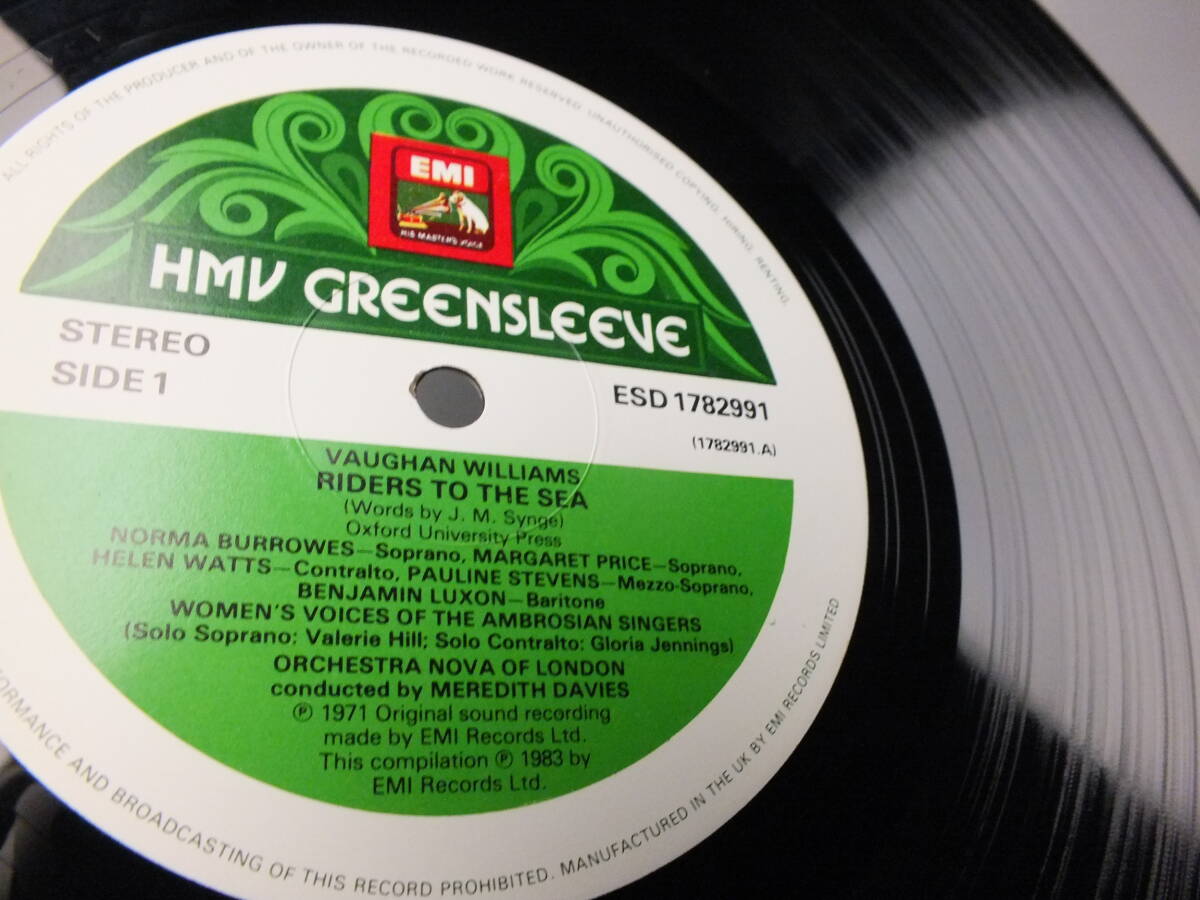 ALL RIGHTS OF THE PRODUCER AND OF THE OWNER OF THE RECORDED WORK RESERVED. UNAUTHORISED COPYING, HIRING, RENTING,
EMI
HIS MASTER'S VOICE
HMV GREENSLEEVE
STEREO
SIDE 1
ESD 1782991
(1782991.A)
VAUGHAN WILLIAMS
RIDERS TO THE SEA
(Words by J. M. Synge)
Oxford University Press
NORMA BURROWES—Soprano, MARGARET PRICE—Soprano,
HELEN WATTS—Contralto, PAULINE STEVENS—Mezzo-Soprano,
BENJAMIN LUXON—Baritone
WOMEN'S VOICES OF THE AMBROSIAN SINGERS
(Solo Soprano: Valerie Hill; Solo Contralto: Gloria Jennings)
ORCHESTRA NOVA OF LONDON
conducted by MEREDITH DAVIES
℗ 1971 Original sound recording
made by EMI Records Ltd.
This compilation ℗ 1983 by
EMI Records Ltd.
AND BROADCASTING OF THIS RECORD PROHIBITED. MANUFACTURED IN THE UK BY EMI RECORDS LIMITED